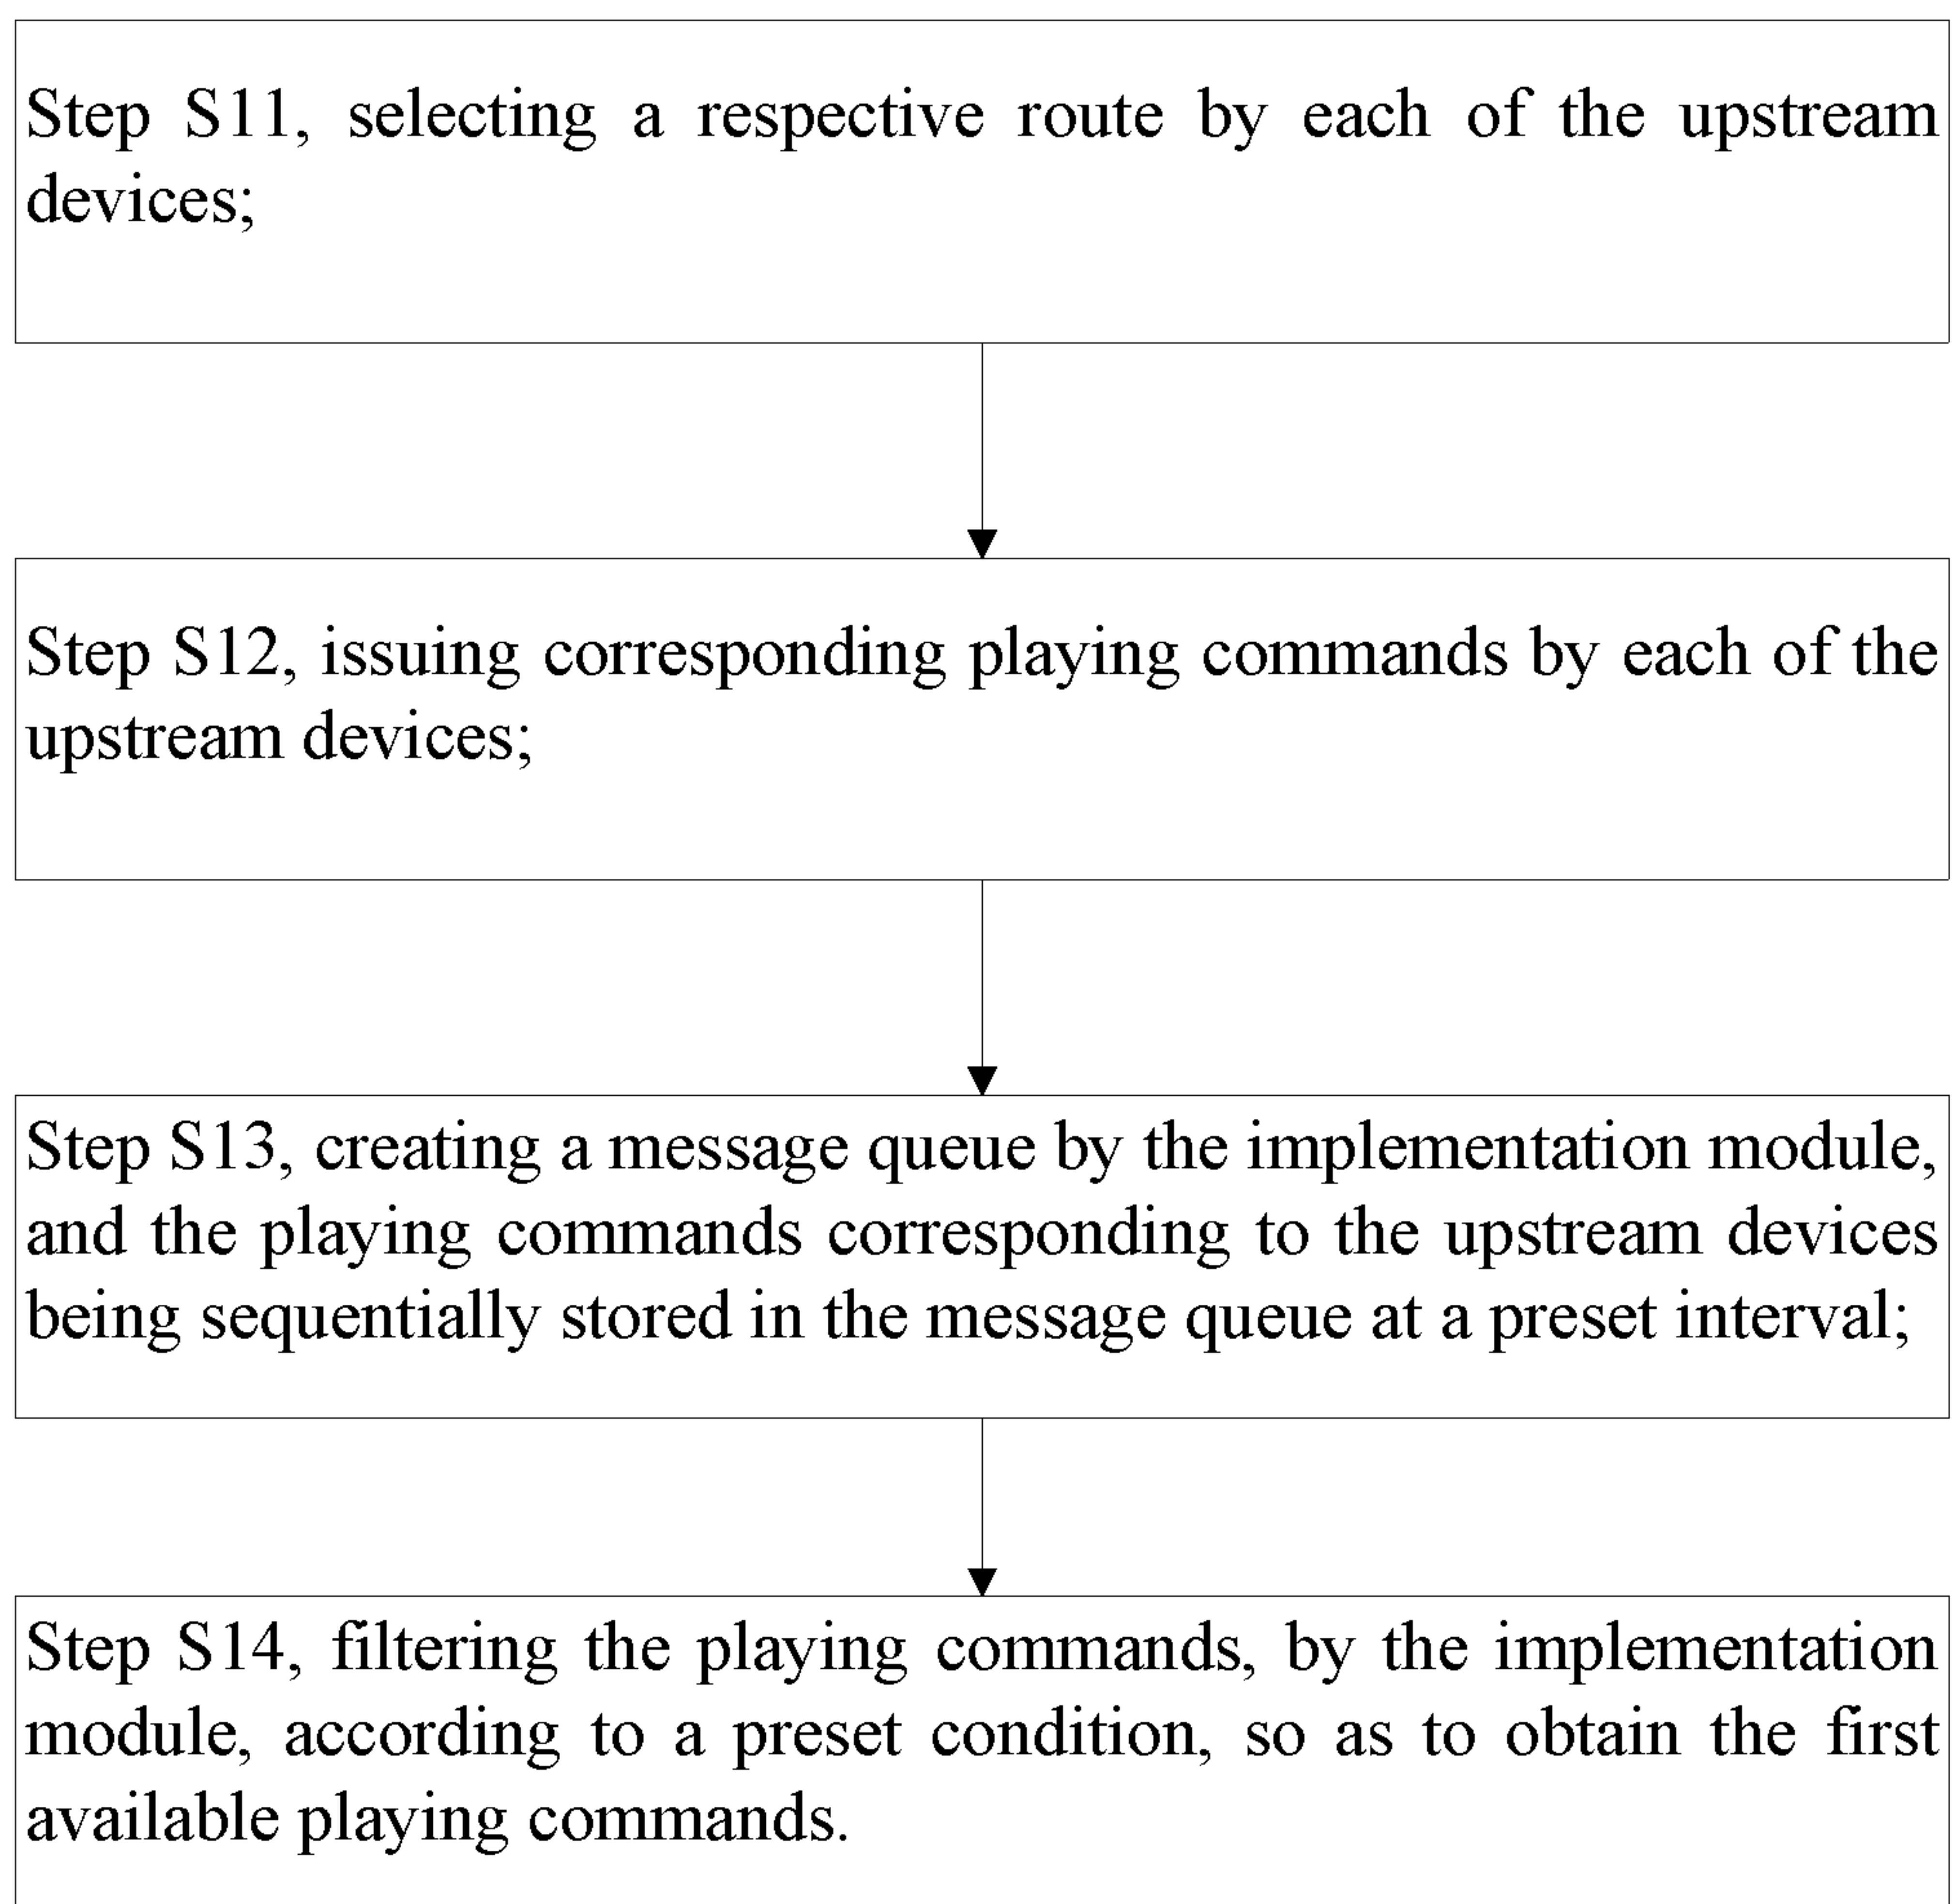 Step S11, selecting a respective route by each of the upstream
devices;
Step S12, issuing corresponding playing commands by each of the
upstream devices;
Step S13, creating a message queue by the implementation module,
and the playing commands corresponding to the upstream devices
being sequentially stored in the message queue at a preset interval;
Step S14, filtering the playing commands, by the implementation
module, according to a preset condition, so as to obtain the first
available playing commands.